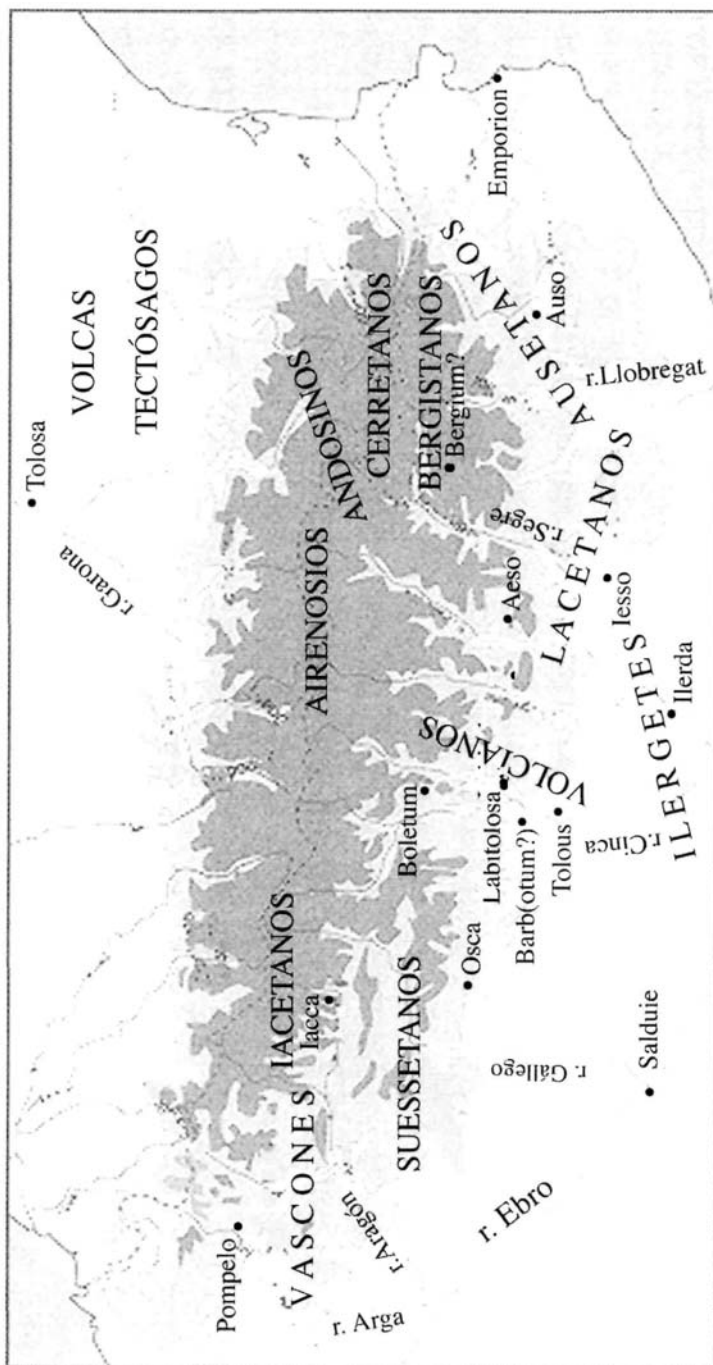 Tolosa
VOLCAS
TECTÓSAGOS
r.Garona
Pompelo
VASCONES
IACETANOS
Iacca
AIRENOSIOS
ANDOSINOS
CERRETANOS
BERGISTANOS
Bergium?
Emporion
r. Arga
r.Aragón
SUESSETANOS
Osca
Boletum
Labitolosa
Barb(otum?)
Tolous
VOLCIANOS
Aeso
r.Segre
AUSETANOS
Auso
r.Llobregat
LACETANOS
Iesso
r. Ebro
r. Gállego
Salduie
r.Cinca
ILERGETES
Ilerda